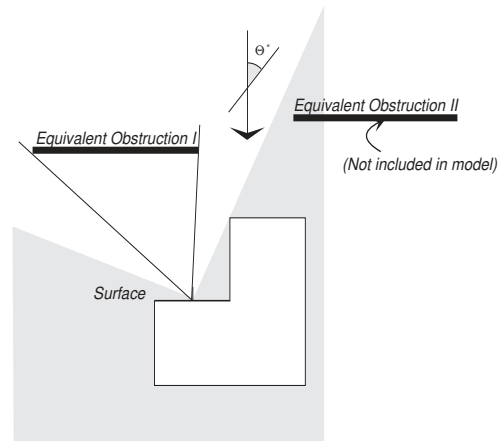 Θ°
Equivalent Obstruction II
Equivalent Obstruction I
(Not included in model)
Surface